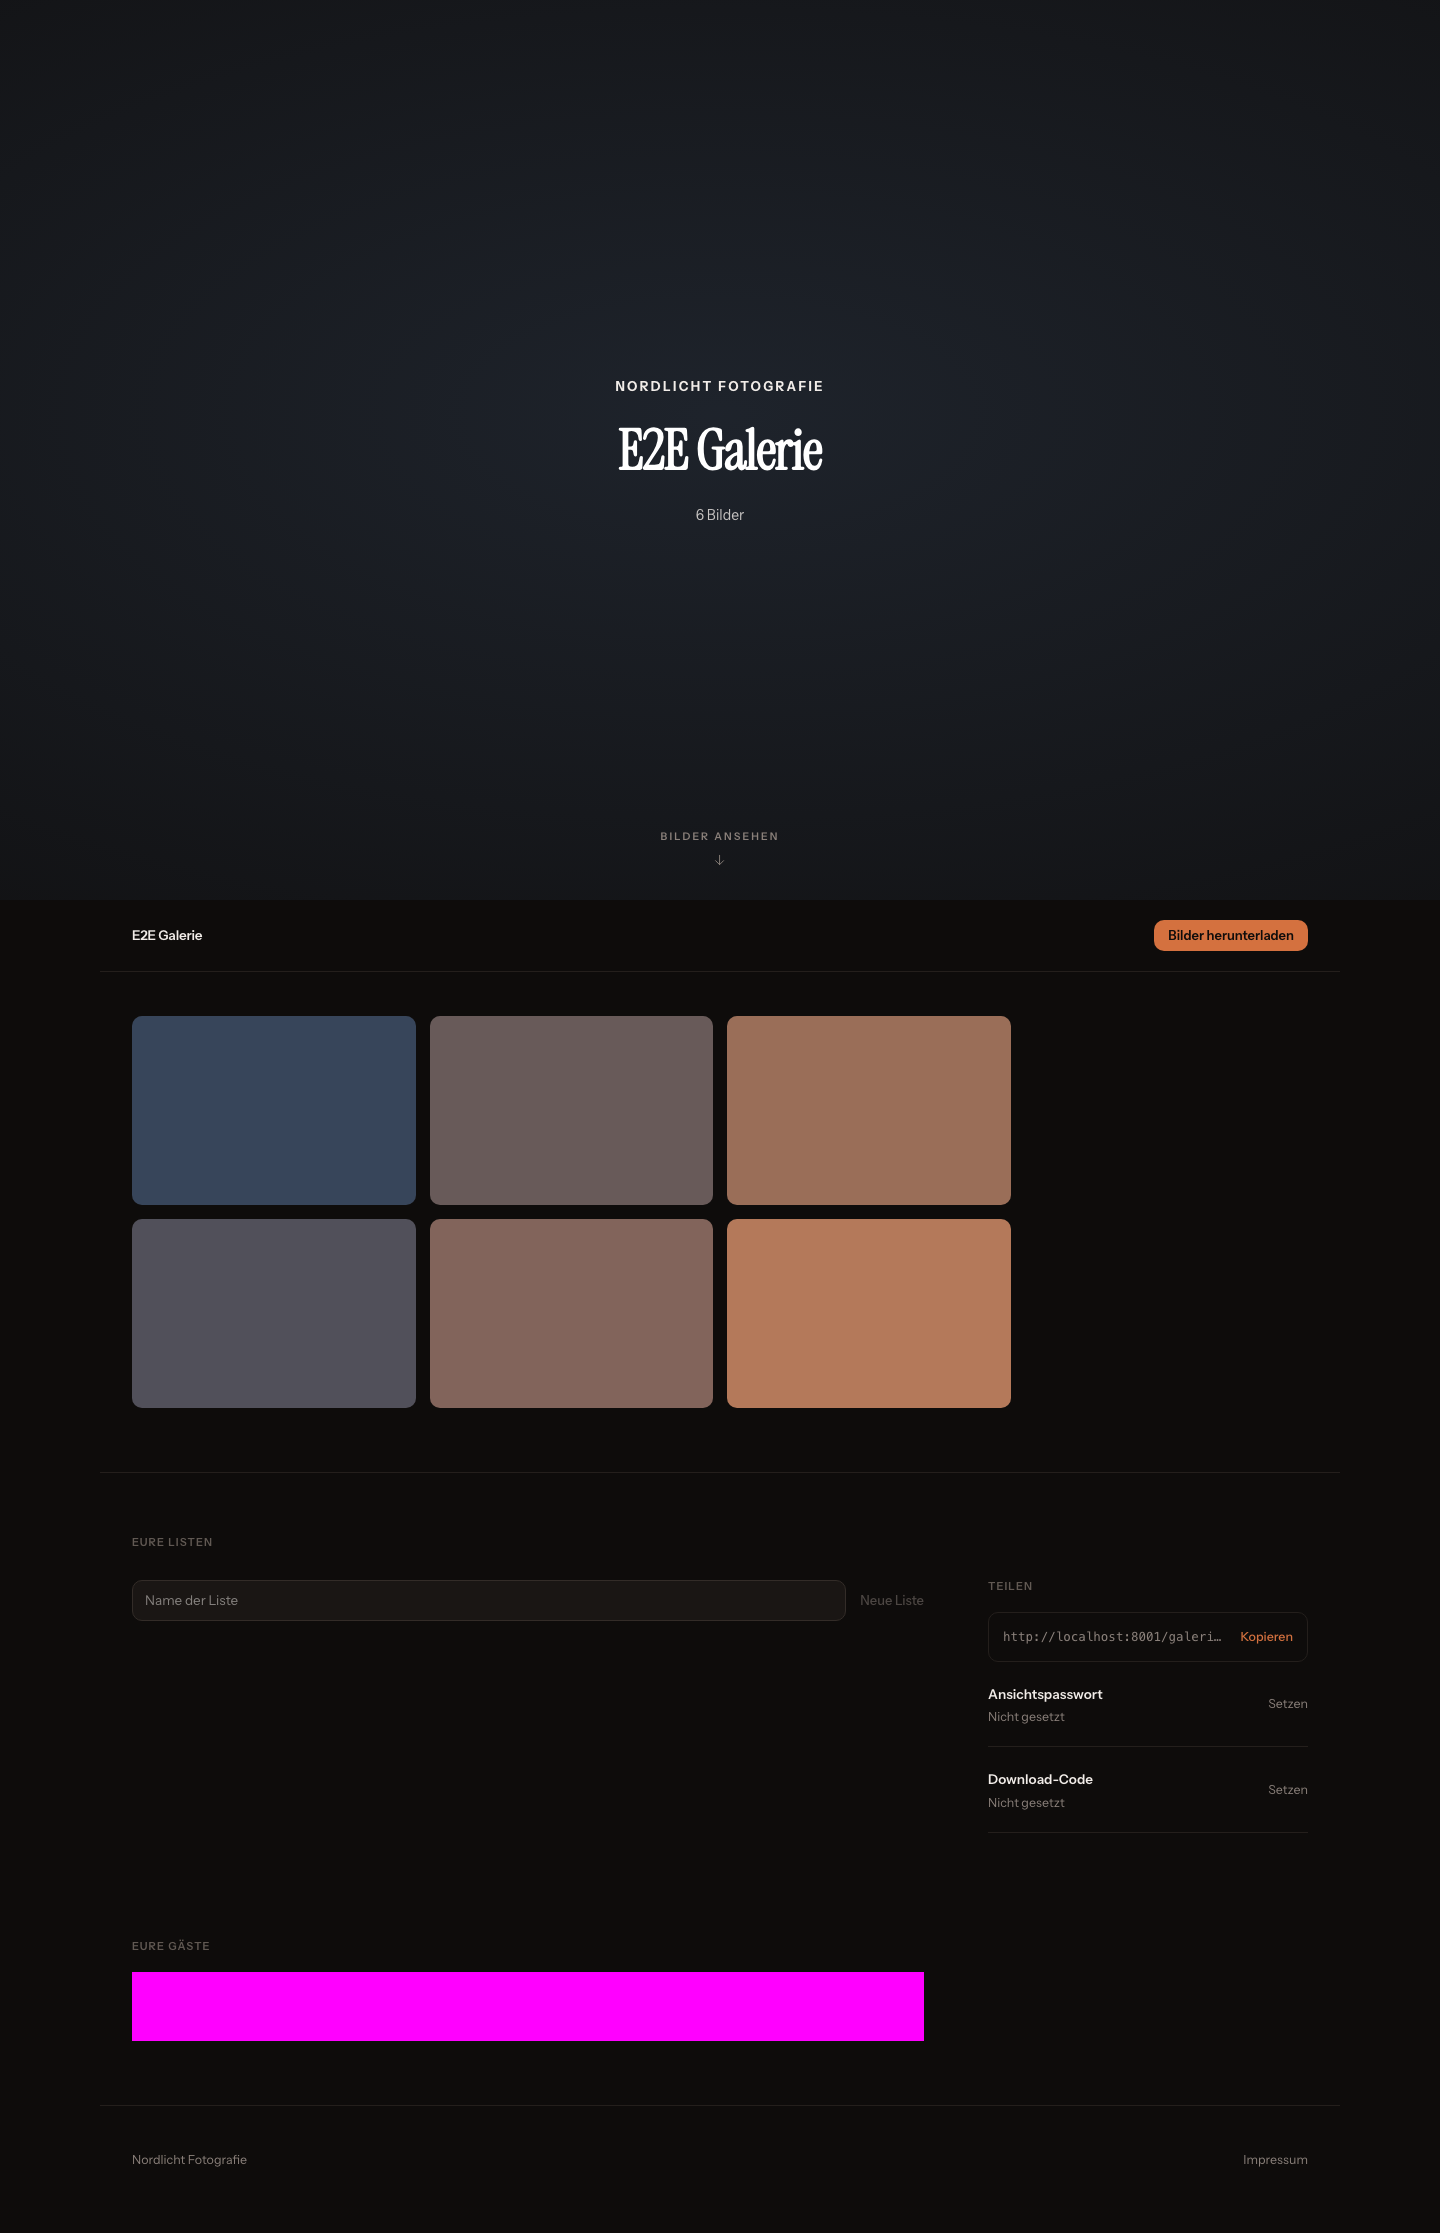 NORDLICHT FOTOGRAFIE
E2E Galerie
6 Bilder
BILDER ANSEHEN
E2E Galerie
Bilder herunterladen
EURE LISTEN
Name der Liste
Neue Liste
TEILEN
http://localhost:8001/galeri…
Kopieren
Ansichtspasswort
Nicht gesetzt
Setzen
Download-Code
Nicht gesetzt
Setzen
EURE GÄSTE
Nordlicht Fotografie
Impressum